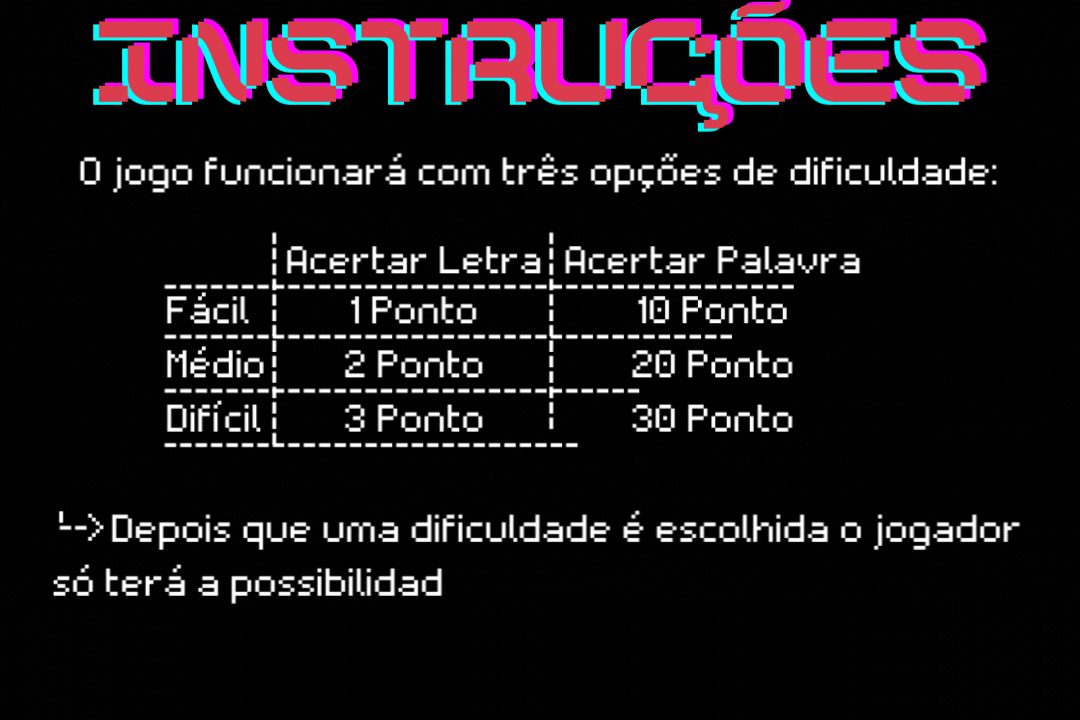 INSTRUÇÕES
O jogo funcionará com três opções de dificuldade:
Acertar Letra Acertar Palavra
Fácil 1 Ponto 10 Ponto
Médio 2 Ponto 20 Ponto
Difícil 3 Ponto 30 Ponto
└-> Depois que uma dificuldade é escolhida o jogador
só terá a possibilidad